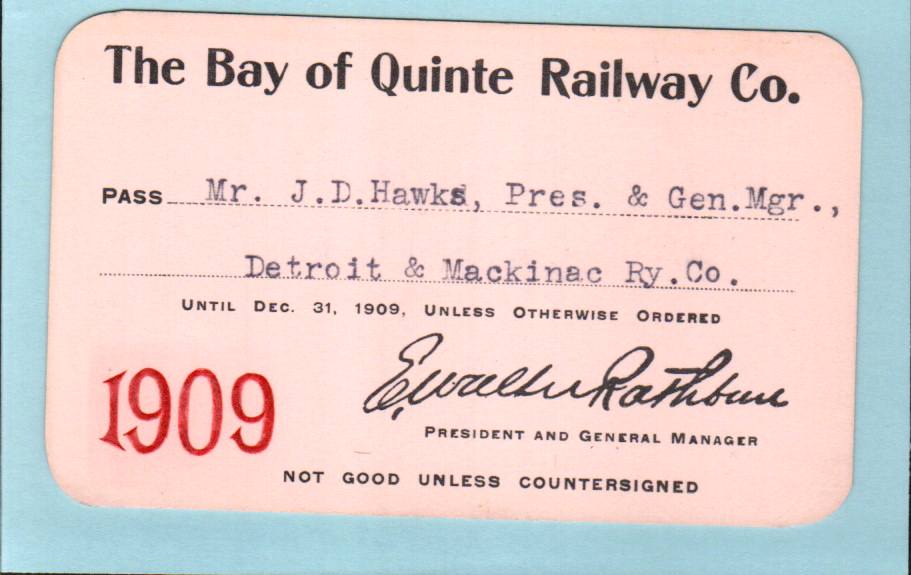 The Bay of Quinte Railway Co.
PASS Mr. J.D.Hawks, Pres. & Gen.Mgr.,
Detroit & Mackinac Ry.Co.
UNTIL DEC. 31, 1909, UNLESS OTHERWISE ORDERED
1909
E. Walter Rathbun
PRESIDENT AND GENERAL MANAGER
NOT GOOD UNLESS COUNTERSIGNED